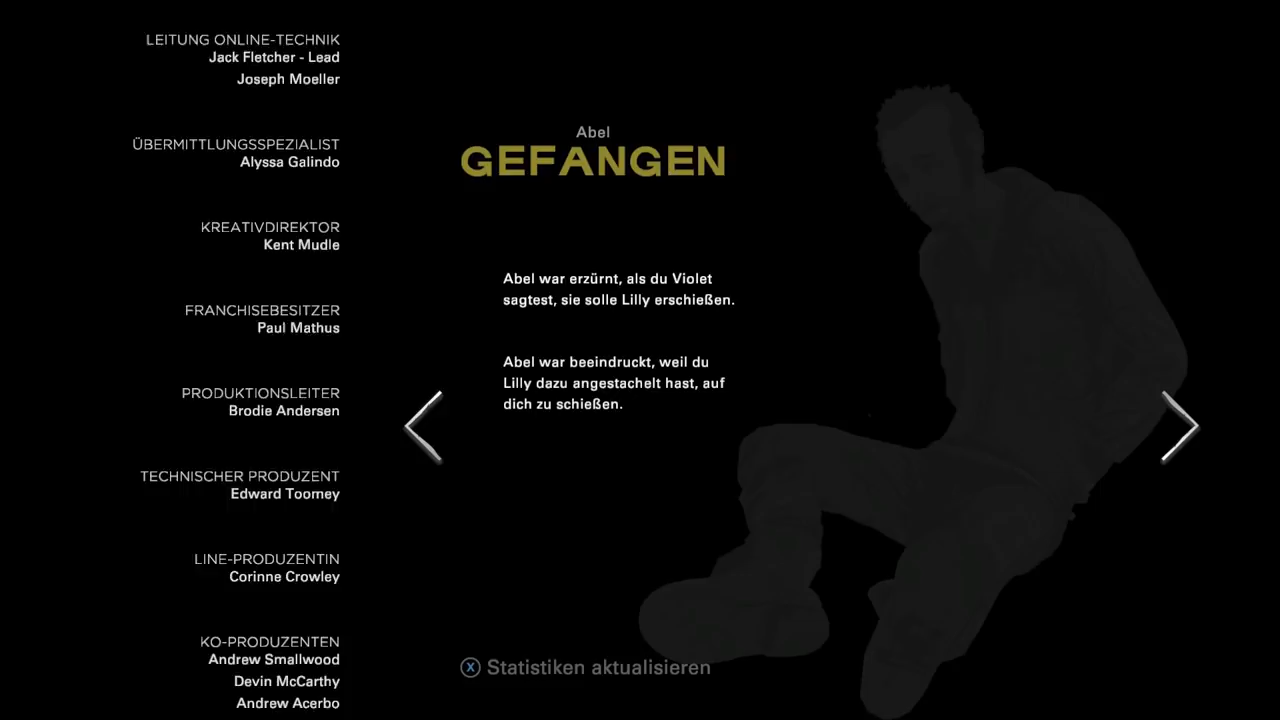 LEITUNG ONLINE-TECHNIK
Jack Fletcher - Lead
Joseph Moeller
ÜBERMITTLUNGSSPEZIALIST
Alyssa Galindo
KREATIVDIREKTOR
Kent Mudle
FRANCHISEBESITZER
Paul Mathus
PRODUKTIONSLEITER
Brodie Andersen
TECHNISCHER PRODUZENT
Edward Toomey
LINE-PRODUZENTIN
Corinne Crowley
KO-PRODUZENTEN
Andrew Smallwood
Devin McCarthy
Andrew Acerbo
Abel
GEFANGEN
Abel war erzürnt, als du Violet
sagtest, sie solle Lilly erschießen.
Abel war beeindruckt, weil du
Lilly dazu angestachelt hast, auf
dich zu schießen.
X Statistiken aktualisieren